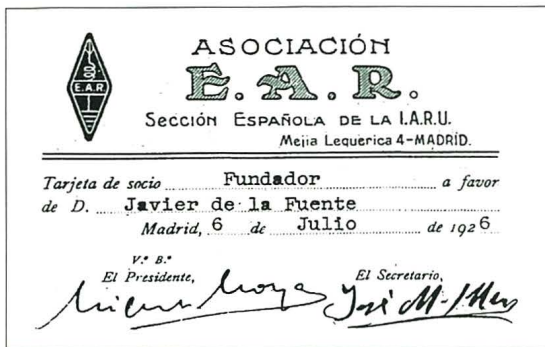 ASOCIACIÓN
E.A.R
E. A. R.
SECCIÓN ESPAÑOLA DE LA I.A.R.U.
Mejia Lequerica 4-MADRID.
Tarjeta de socio Fundador a favor
de D. Javier de la Fuente
Madrid, 6 de Julio de 1926
V.º B.º
El Presidente,
El Secretario,